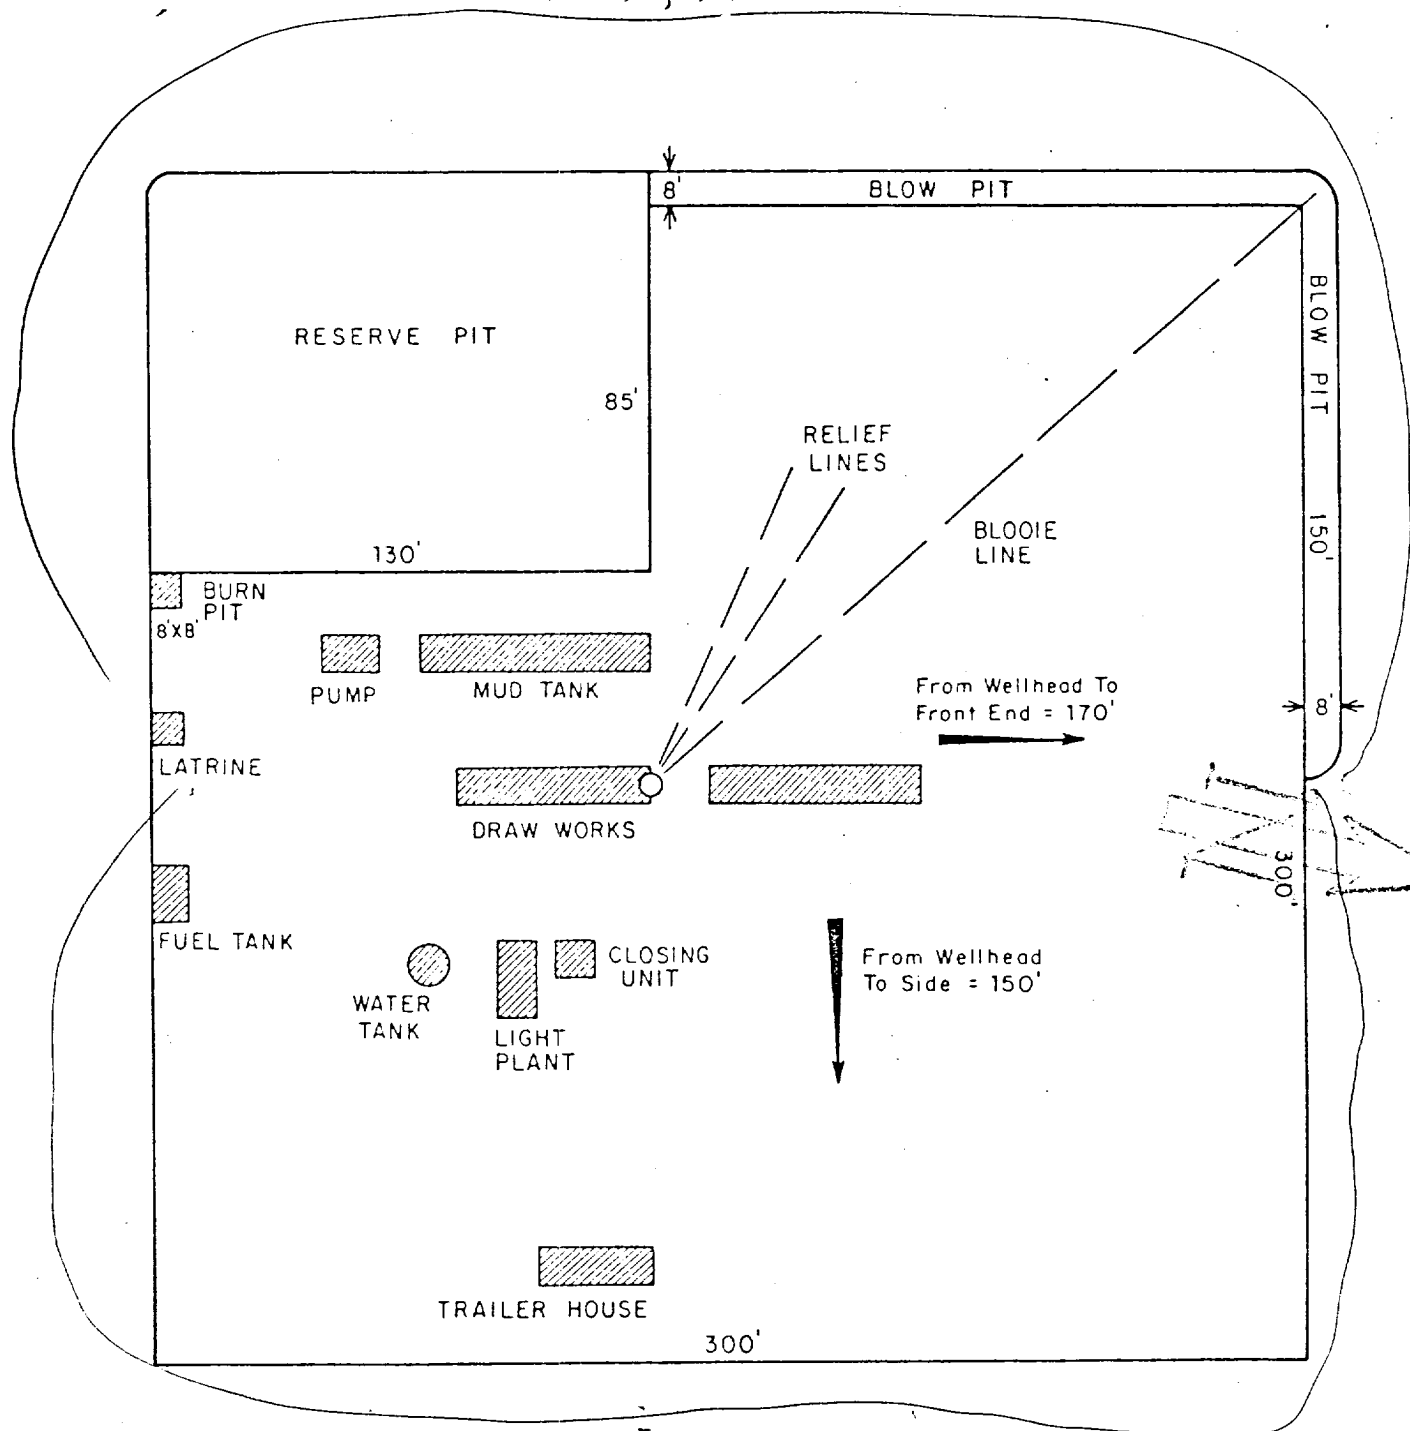 8'
BLOW PIT
BLOW PIT
150'
8'
RESERVE PIT
85'
130'
RELIEF
LINES
BLOOIE
LINE
BURN
PIT
8'X8'
PUMP
MUD TANK
From Wellhead To
Front End = 170'
LATRINE
DRAW WORKS
300'
FUEL TANK
WATER
TANK
LIGHT
PLANT
CLOSING
UNIT
From Wellhead
To Side = 150'
TRAILER HOUSE
300'